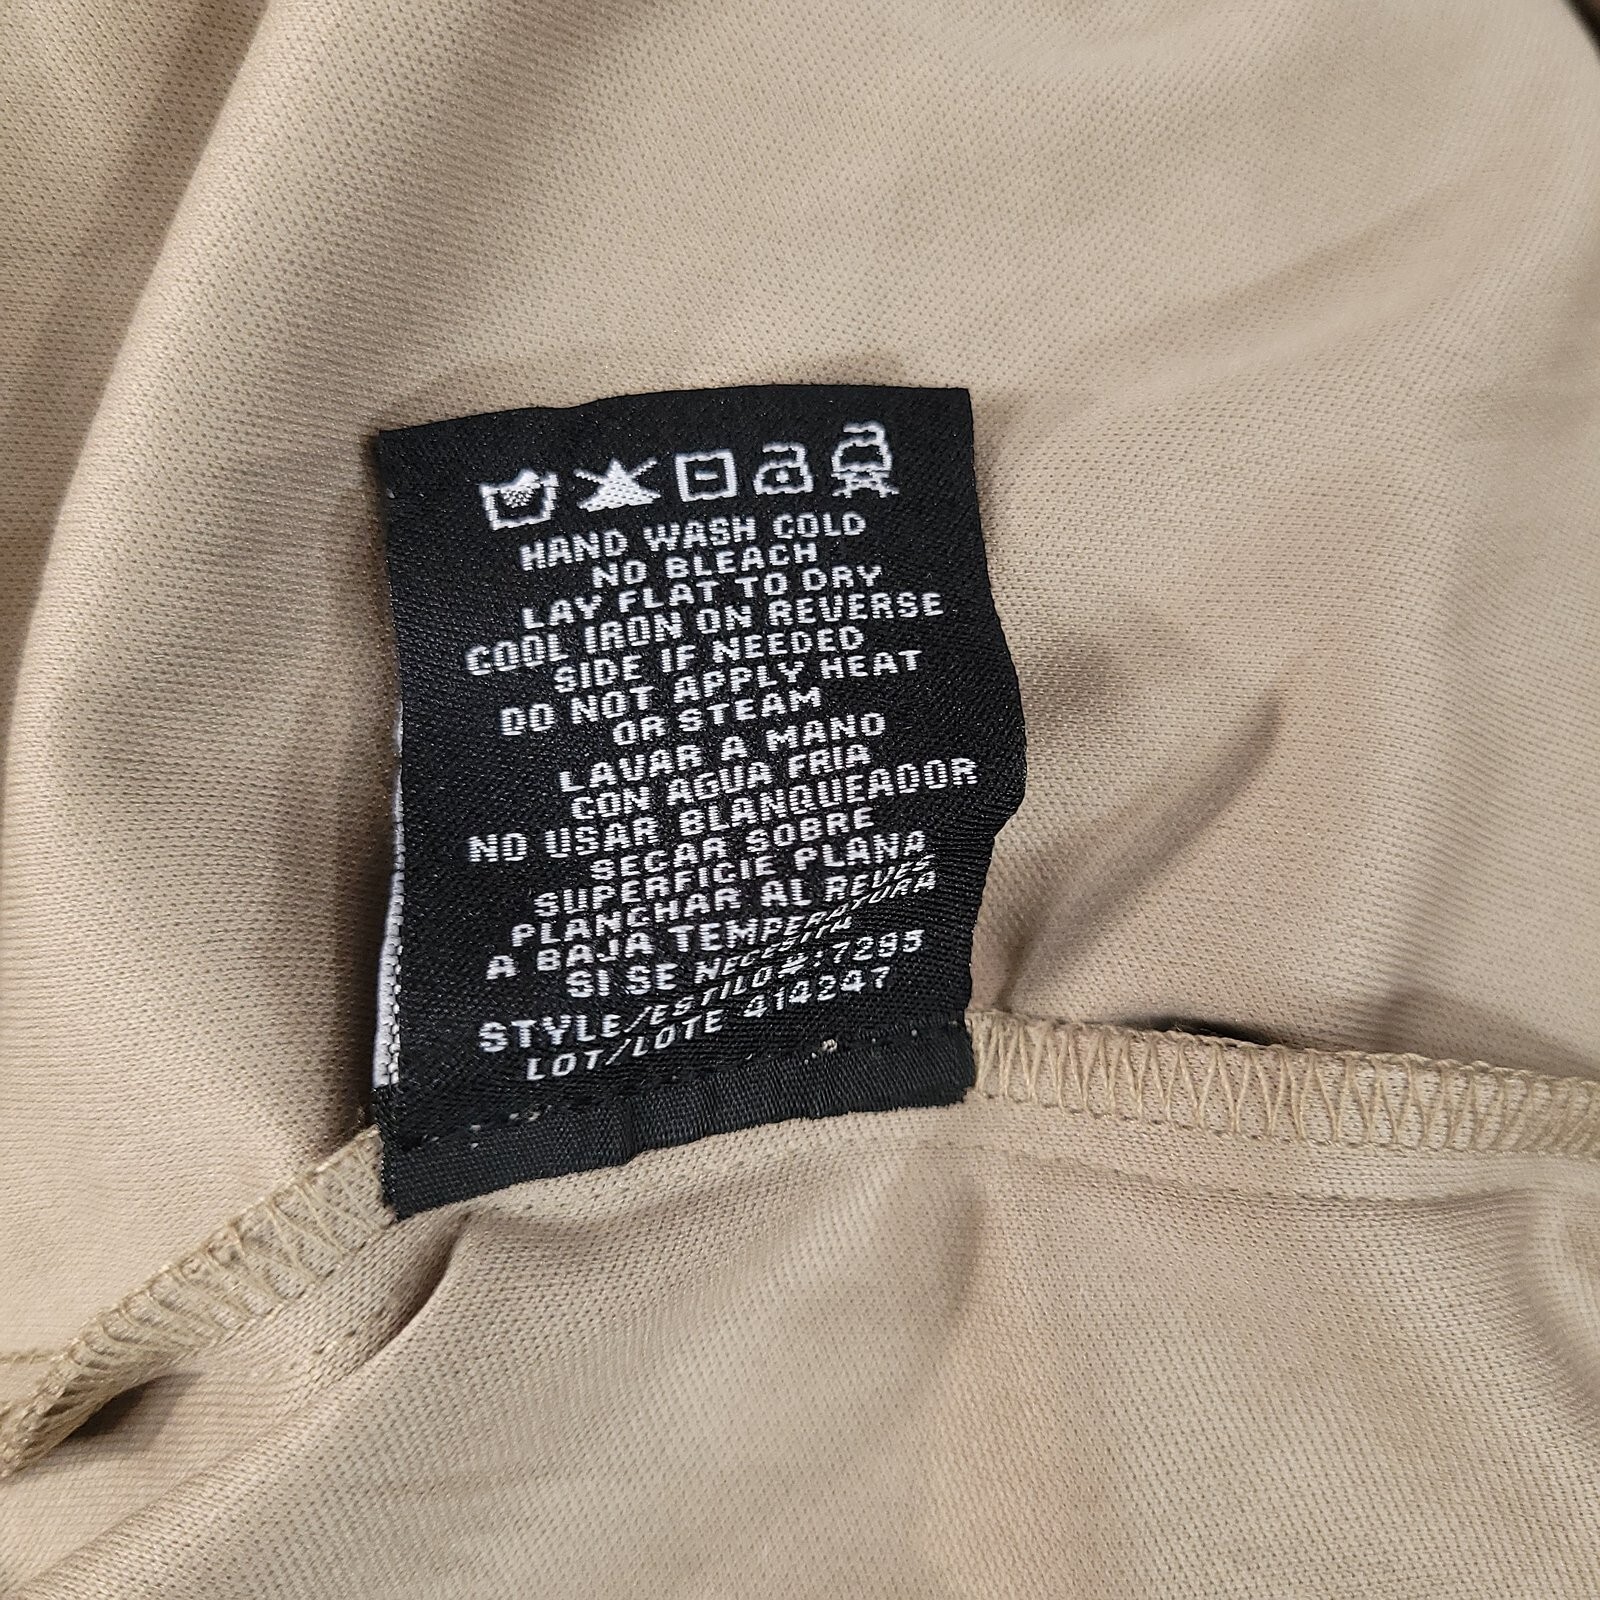 HAND WASH COLD
NO BLEACH
LAY FLAT TO DRY
COOL IRON ON REVERSE
SIDE IF NEEDED
DO NOT APPLY HEAT
OR STEAM
LAVAR A MANO
CON AGUA FRIA
NO USAR BLANQUEADOR
SECAR SOBRE
SUPERFICIE PLANA
PLANCHAR AL REVES
A BAJA TEMPERATURA
SI SE NECESITA
STYLE/ESTILO#:7295
LOT/LOTE 414247